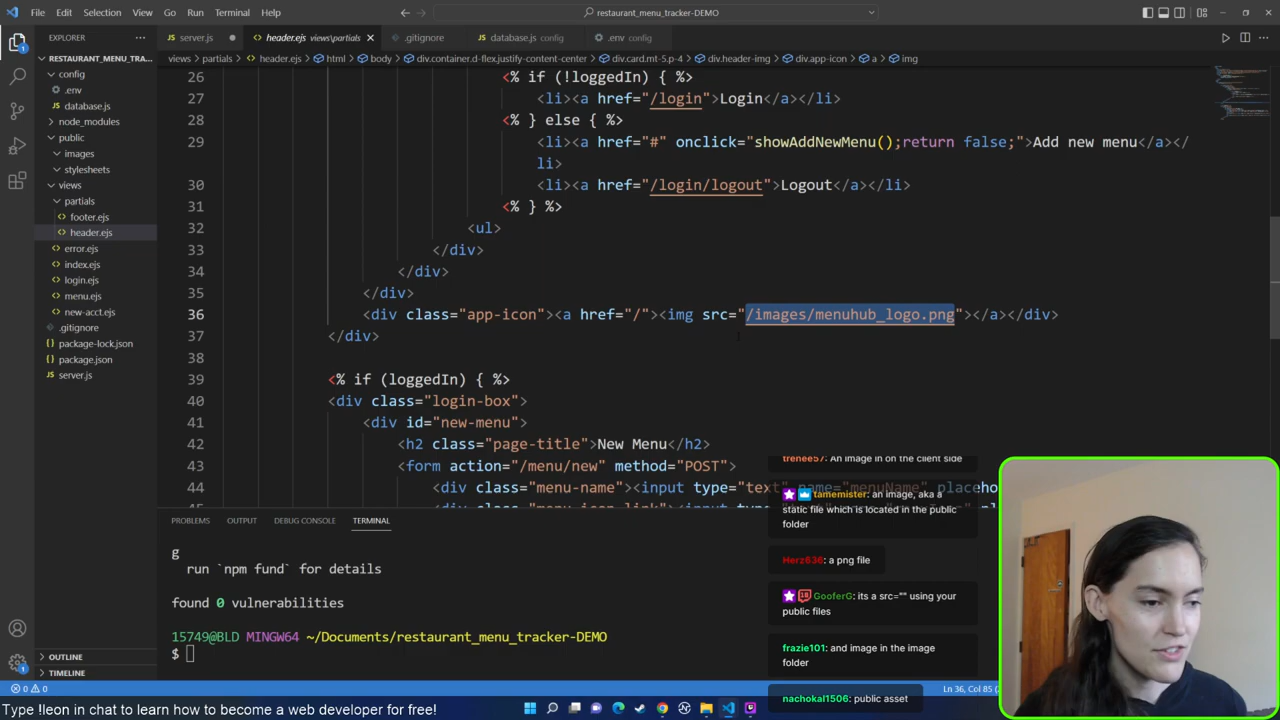 File Edit Selection View Go Run Terminal Help
restaurant_menu_tracker-DEMO
EXPLORER
server.js
header.ejs views\partials
.gitignore
database.js config
.env config
RESTAURANT_MENU_TRA...
views > partials > header.ejs > html > body > div.container.d-flex.justify-content-center > div.card.mt-5.p-4 > div.header-img > div.app-icon > a > img
config
.env
database.js
node_modules
public
images
stylesheets
views
partials
footer.ejs
header.ejs
error.ejs
index.ejs
login.ejs
menu.ejs
new-acct.ejs
.gitignore
package-lock.json
package.json
server.js
OUTLINE
TIMELINE
26 <% if (!loggedIn) { %>
27 <li><a href="/login">Login</a></li>
28 <% } else { %>
29 <li><a href="#" onclick="showAddNewMenu();return false;">Add new menu</a></
li>
30 <li><a href="/login/logout">Logout</a></li>
31 <% } %>
32 <ul>
33 </div>
34 </div>
35 </div>
36 <div class="app-icon"><a href="/"><img src="/images/menuhub_logo.png"></a></div>
37 </div>
38
39 <% if (loggedIn) { %>
40 <div class="login-box">
41 <div id="new-menu">
42 <h2 class="page-title">New Menu</h2>
43 <form action="/menu/new" method="POST">
44 <div class="menu-name"><input type="text" name="menuName" placeho
PROBLEMS OUTPUT DEBUG CONSOLE TERMINAL
g
run `npm fund` for details
found 0 vulnerabilities
15749@BLD MINGW64 ~/Documents/restaurant_menu_tracker-DEMO
$
trenee57: An image in on the client side
tamemister: an image, aka a
static file which is located in the public
folder
Herz636: a png file
GooferG: its a src="" using your
public files
frazie101: and image in the image
folder
nachokal1506: public asset
0 0
Ln 36, Col 85
Type !leon in chat to learn how to become a web developer for free!